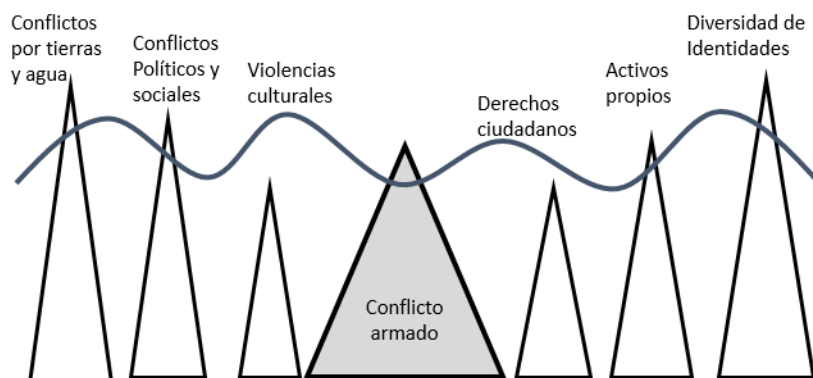 Conflictos
por tierras
y agua
Conflictos
Políticos y
sociales
Violencias
culturales
Derechos
ciudadanos
Activos
propios
Diversidad de
Identidades
Conflicto
armado